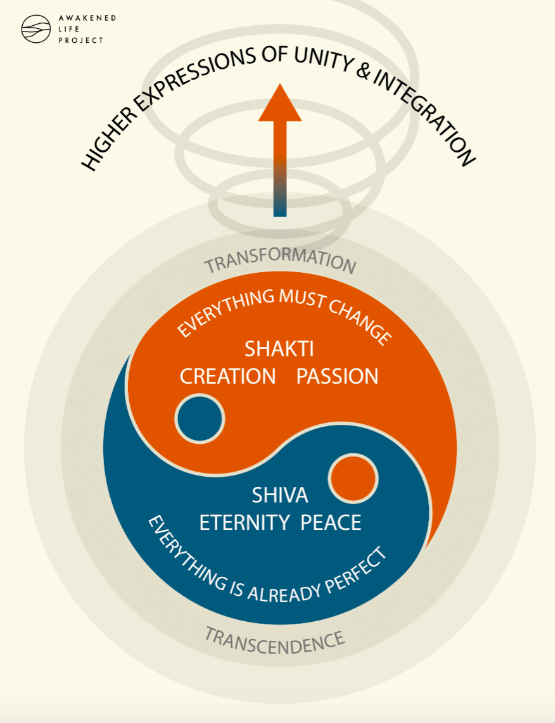 AWAKENED
LIFE
PROJECT
HIGHER EXPRESSIONS OF UNITY & INTEGRATION
TRANSFORMATION
EVERYTHING MUST CHANGE
SHAKTI
CREATION PASSION
SHIVA
ETERNITY PEACE
EVERYTHING IS ALREADY PERFECT
TRANSCENDENCE